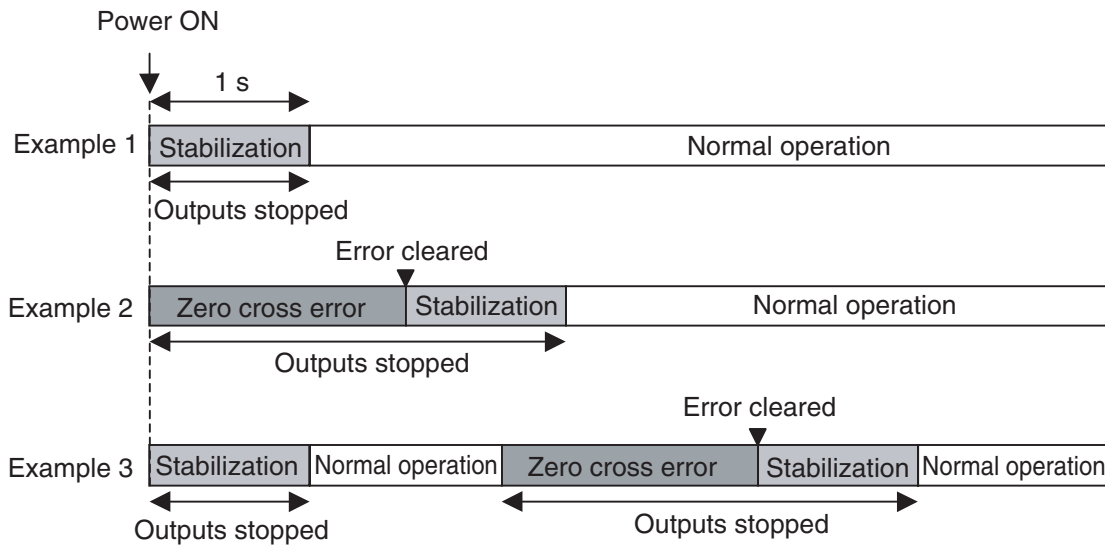 Power ON
1 s
Example 1
Stabilization
Normal operation
Outputs stopped
Error cleared
Example 2
Zero cross error
Stabilization
Normal operation
Outputs stopped
Error cleared
Example 3
Stabilization
Normal operation
Zero cross error
Stabilization
Normal operation
Outputs stopped
Outputs stopped